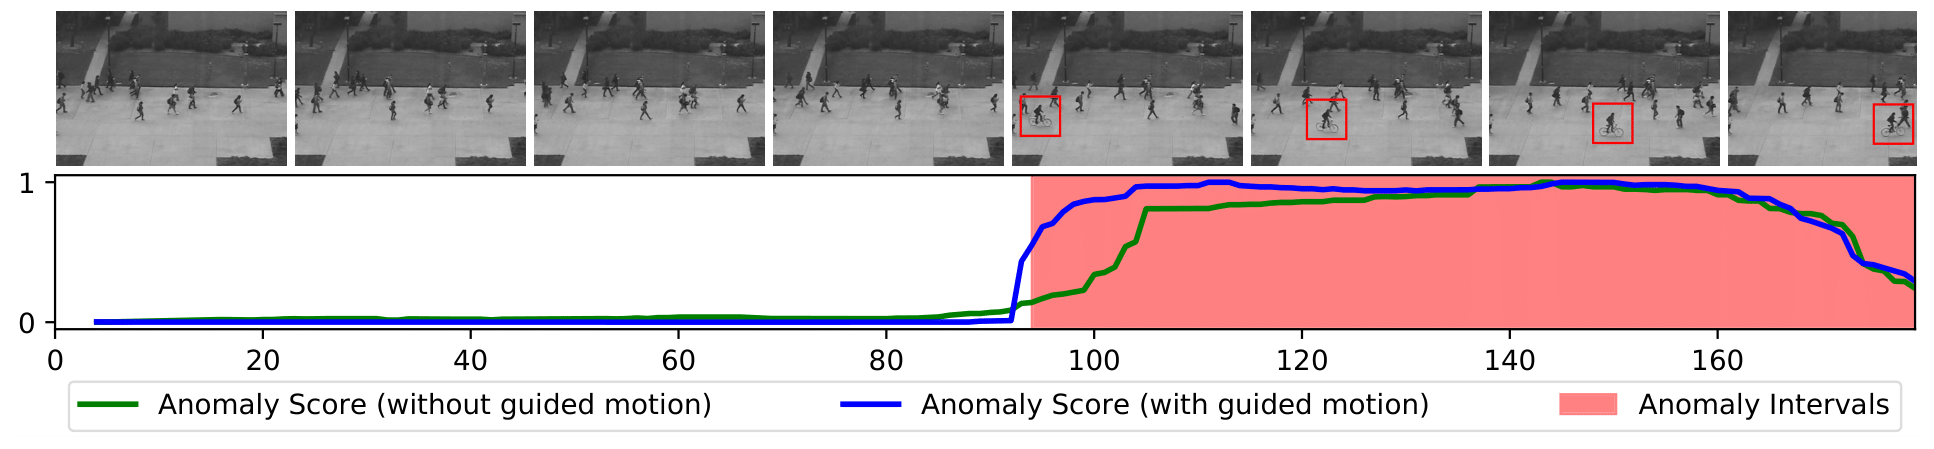 1
0
0 20 40 60 80 100 120 140 160
Anomaly Score (without guided motion) Anomaly Score (with guided motion) Anomaly Intervals